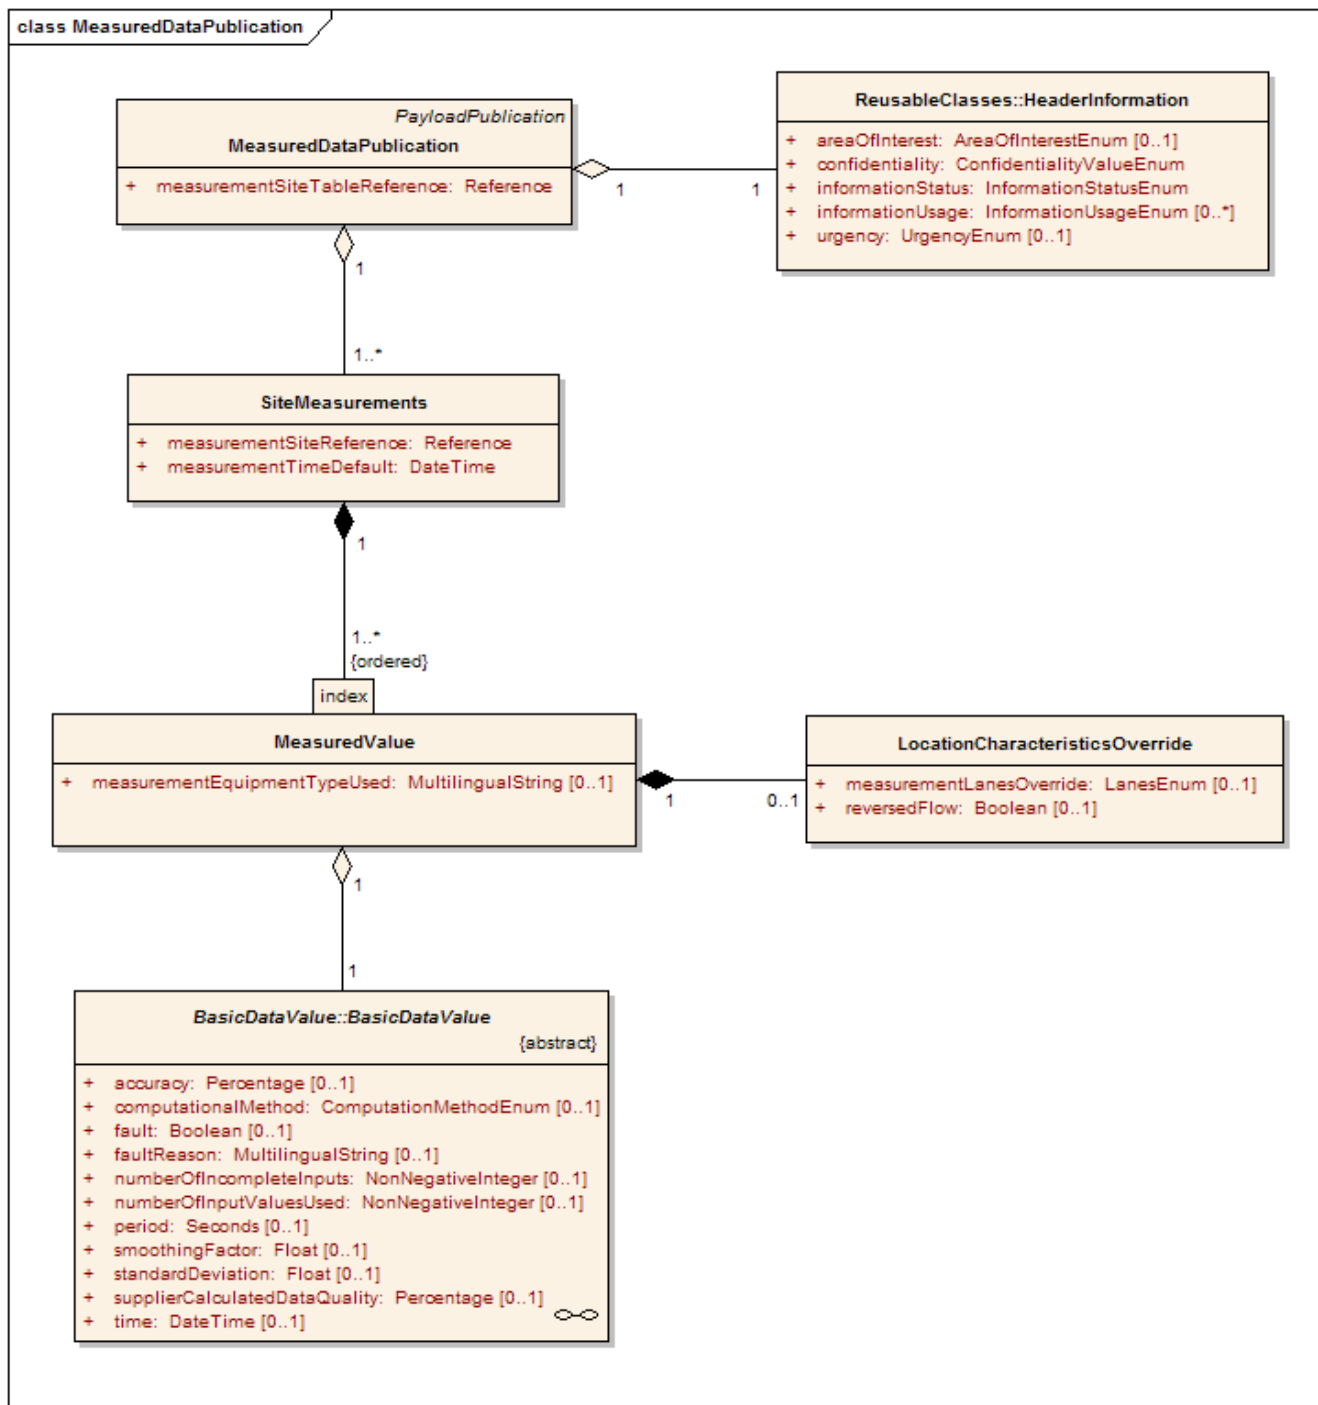 class MeasuredDataPublication
PayloadPublication
MeasuredDataPublication
+ measurementSiteTableReference: Reference
ReusableClasses::HeaderInformation
+ areaOfInterest: AreaOfInterestEnum [0..1]
+ confidentiality: ConfidentialityValueEnum
+ informationStatus: InformationStatusEnum
+ informationUsage: InformationUsageEnum [0..*]
+ urgency: UrgencyEnum [0..1]
1
1
1
1..*
SiteMeasurements
+ measurementSiteReference: Reference
+ measurementTimeDefault: DateTime
1
1..*
{ordered}
index
MeasuredValue
+ measurementEquipmentTypeUsed: MultilingualString [0..1]
1
0..1
LocationCharacteristicsOverride
+ measurementLanesOverride: LanesEnum [0..1]
+ reversedFlow: Boolean [0..1]
1
1
BasicDataValue::BasicDataValue
{abstract}
+ accuracy: Percentage [0..1]
+ computationalMethod: ComputationMethodEnum [0..1]
+ fault: Boolean [0..1]
+ faultReason: MultilingualString [0..1]
+ numberOfIncompleteInputs: NonNegativeInteger [0..1]
+ numberOfInputValuesUsed: NonNegativeInteger [0..1]
+ period: Seconds [0..1]
+ smoothingFactor: Float [0..1]
+ standardDeviation: Float [0..1]
+ supplierCalculatedDataQuality: Percentage [0..1]
+ time: DateTime [0..1]